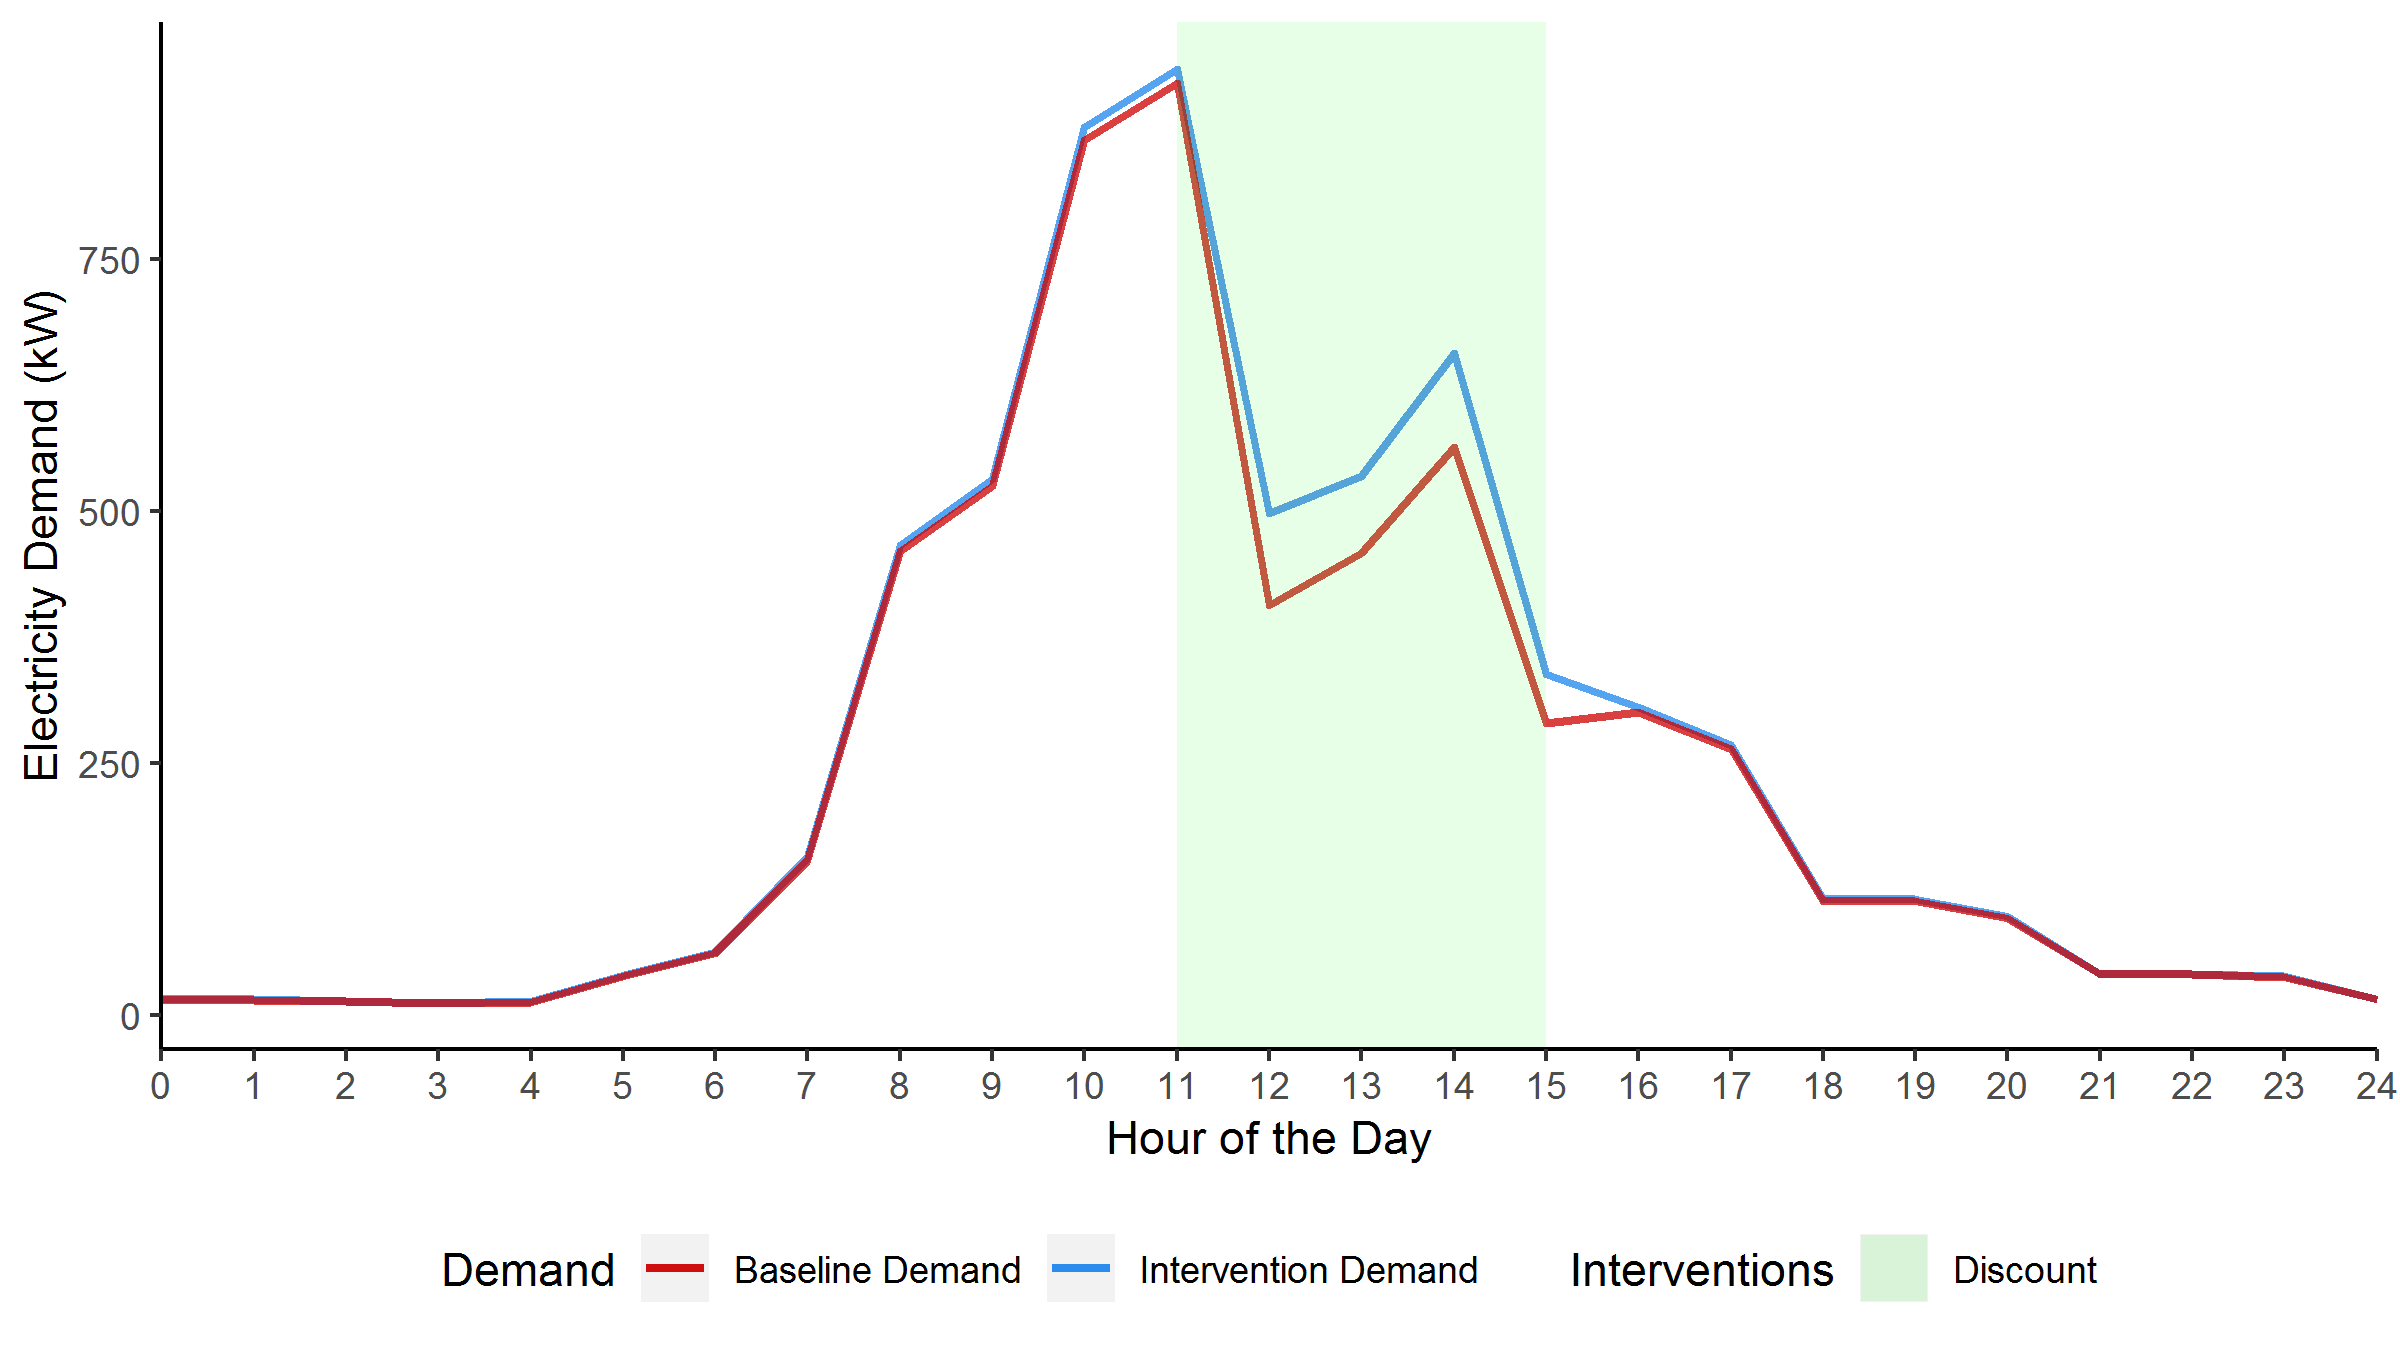 Electricity Demand (kW)
750
500
250
0
0 1 2 3 4 5 6 7 8 9 10 11 12 13 14 15 16 17 18 19 20 21 22 23 24
Hour of the Day
Demand Baseline Demand Intervention Demand Interventions Discount